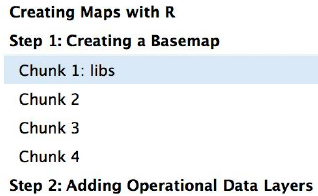 Creating Maps with R
Step 1: Creating a Basemap
Chunk 1: libs
Chunk 2
Chunk 3
Chunk 4
Step 2: Adding Operational Data Layers